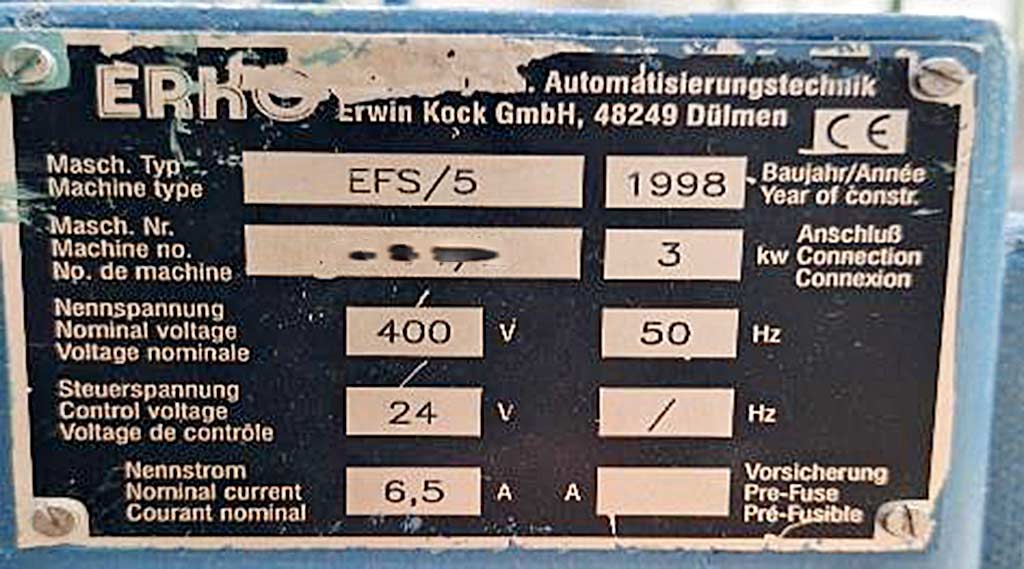 ERKO
Automatisierungstechnik
Erwin Kock GmbH, 48249 Dülmen
CE
Masch. Typ
Machine type
EFS/5
1998
Baujahr/Année
Year of constr.
Masch. Nr.
Machine no.
No. de machine
3
kw
Anschluß
Connection
Connexion
Nennspannung
Nominal voltage
Voltage nominale
400 V
50 Hz
Steuerspannung
Control voltage
Voltage de contrôle
24 V
/ Hz
Nennstrom
Nominal current
Courant nominal
6,5 A
A
Vorsicherung
Pre-Fuse
Pré-Fusible